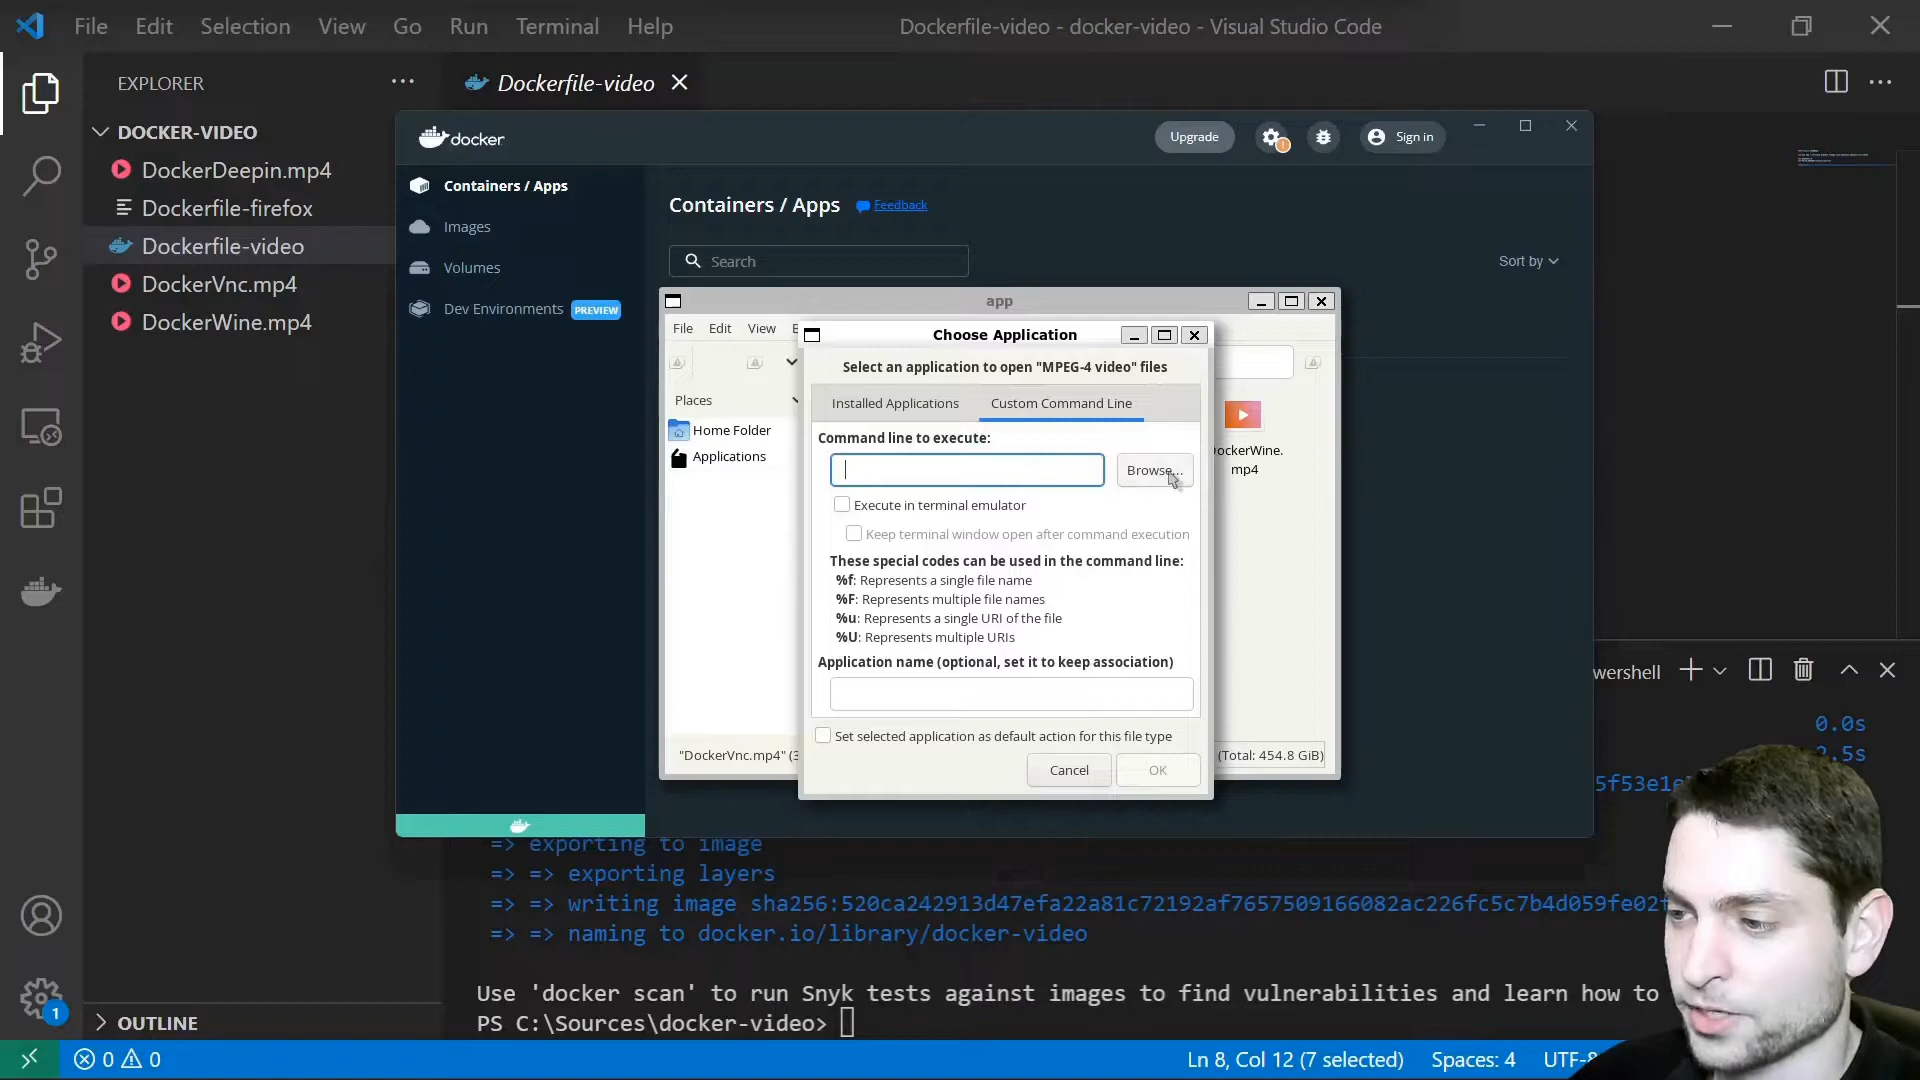 File Edit Selection View Go Run Terminal Help
Dockerfile-video - docker-video - Visual Studio Code
EXPLORER
DOCKER-VIDEO
DockerDeepin.mp4
Dockerfile-firefox
Dockerfile-video
DockerVnc.mp4
DockerWine.mp4
OUTLINE
Dockerfile-video
docker
Upgrade
Sign in
Containers / Apps
Images
Volumes
Dev Environments PREVIEW
Containers / Apps Feedback
Search
Sort by
app
File Edit View
Places
Home Folder
Applications
DockerWine.
mp4
"DockerVnc.mp4" (3
(Total: 454.8 GiB)
Choose Application
Select an application to open "MPEG-4 video" files
Installed Applications Custom Command Line
Command line to execute:
Browse...
Execute in terminal emulator
Keep terminal window open after command execution
These special codes can be used in the command line:
%f: Represents a single file name
%F: Represents multiple file names
%u: Represents a single URI of the file
%U: Represents multiple URIs
Application name (optional, set it to keep association)
Set selected application as default action for this file type
Cancel OK
wershell
0.0s
2.5s
5f53e1e
=> exporting to image
=> => exporting layers
=> => writing image sha256:520ca242913d47efa22a81c72192af7657509166082ac226fc5c7b4d059fe02f
=> => naming to docker.io/library/docker-video
Use 'docker scan' to run Snyk tests against images to find vulnerabilities and learn how to
PS C:\Sources\docker-video>
1
0 0
Ln 8, Col 12 (7 selected) Spaces: 4 UTF-8